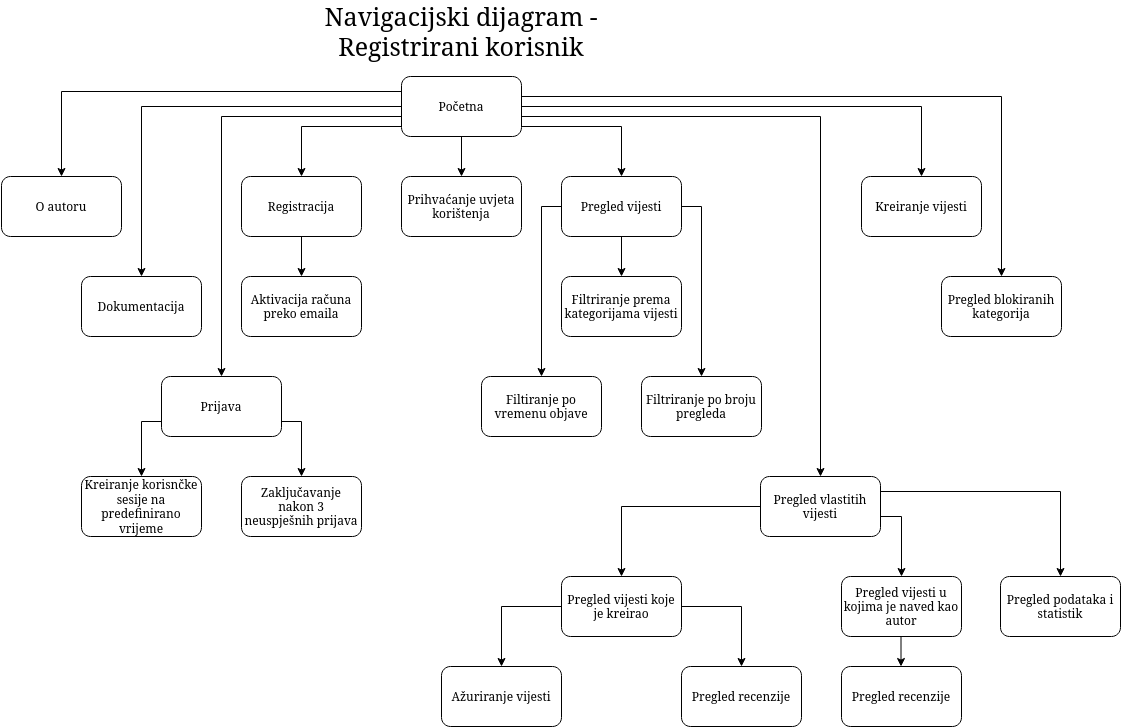 Navigacijski dijagram -
Registrirani korisnik
Početna
O autoru
Registracija
Prihvaćanje uvjeta
korištenja
Pregled vijesti
Kreiranje vijesti
Dokumentacija
Aktivacija računa
preko emaila
Filtriranje prema
kategorijama vijesti
Pregled blokiranih
kategorija
Prijava
Filtiranje po
vremenu objave
Filtriranje po broju
pregleda
Kreiranje korisnčke
sesije na
predefinirano
vrijeme
Zaključavanje
nakon 3
neuspješnih prijava
Pregled vlastitih
vijesti
Pregled vijesti koje
je kreirao
Pregled vijesti u
kojima je naved kao
autor
Pregled podataka i
statistik
Ažuriranje vijesti
Pregled recenzije
Pregled recenzije